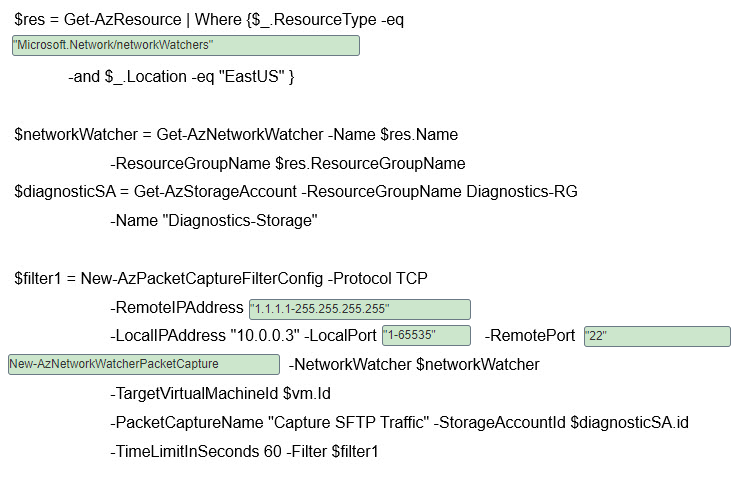 $res = Get-AzResource | Where {$_.ResourceType -eq
"Microsoft.Network/networkWatchers"
-and $_.Location -eq "EastUS" }
$networkWatcher = Get-AzNetworkWatcher -Name $res.Name
-ResourceGroupName $res.ResourceGroupName
$diagnosticSA = Get-AzStorageAccount -ResourceGroupName Diagnostics-RG
-Name "Diagnostics-Storage"
$filter1 = New-AzPacketCaptureFilterConfig -Protocol TCP
-RemoteIPAddress "1.1.1.1-255.255.255.255"
-LocalIPAddress "10.0.0.3" -LocalPort "1-65535" -RemotePort "22"
New-AzNetworkWatcherPacketCapture -NetworkWatcher $networkWatcher
-TargetVirtualMachineId $vm.Id
-PacketCaptureName "Capture SFTP Traffic" -StorageAccountId $diagnosticSA.id
-TimeLimitInSeconds 60 -Filter $filter1